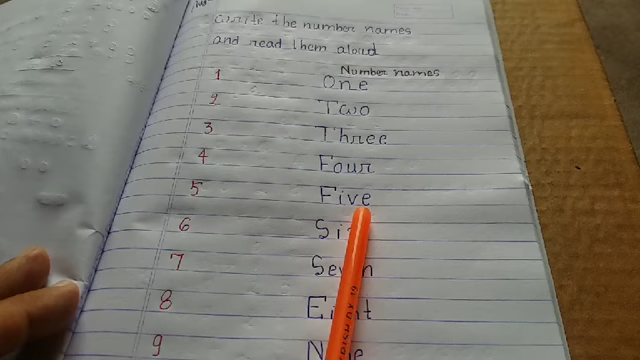 write the number names
and read them aloud
Number names
1 One
2 Two
3 Three
4 Four
5 Five
6
7
8
9